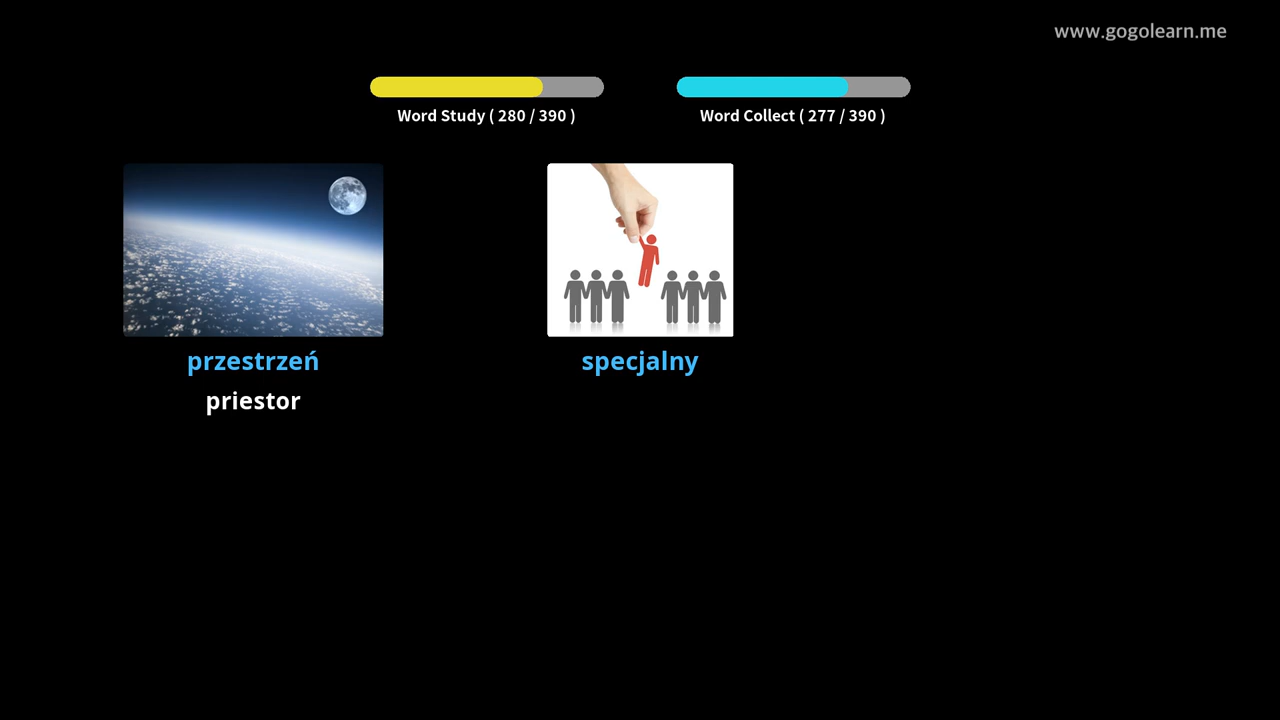 www.gogolearn.me
Word Study ( 280 / 390 )
Word Collect ( 277 / 390 )
przestrzeń
specjalny
priestor